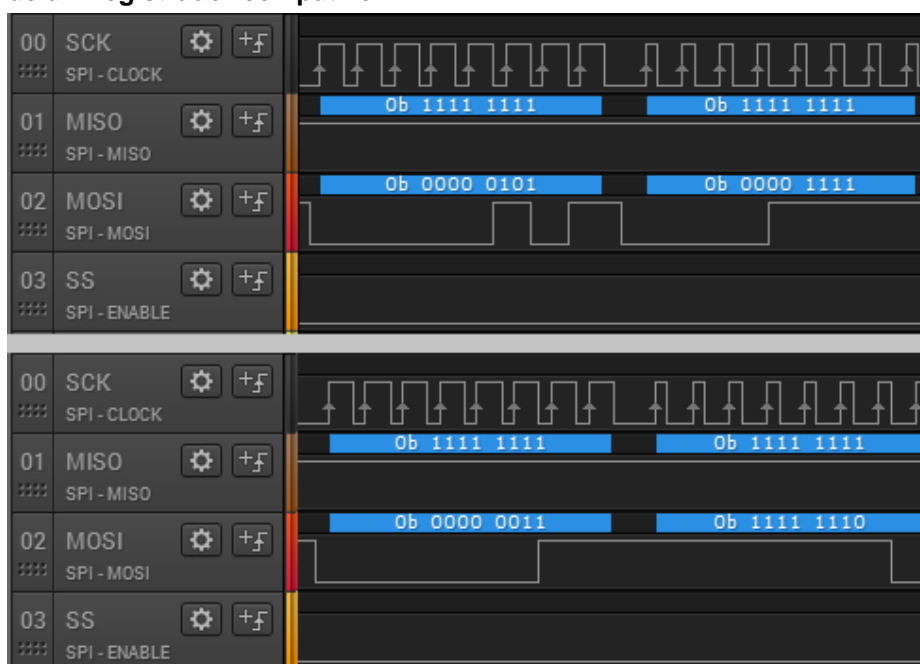 00 SCK
SPI - CLOCK
0b 1111 1111 0b 1111 1111
01 MISO
SPI - MISO
0b 0000 0101 0b 0000 1111
02 MOSI
SPI - MOSI
03 SS
SPI - ENABLE
00 SCK
SPI - CLOCK
0b 1111 1111 0b 1111 1111
01 MISO
SPI - MISO
0b 0000 0011 0b 1111 1110
02 MOSI
SPI - MOSI
03 SS
SPI - ENABLE